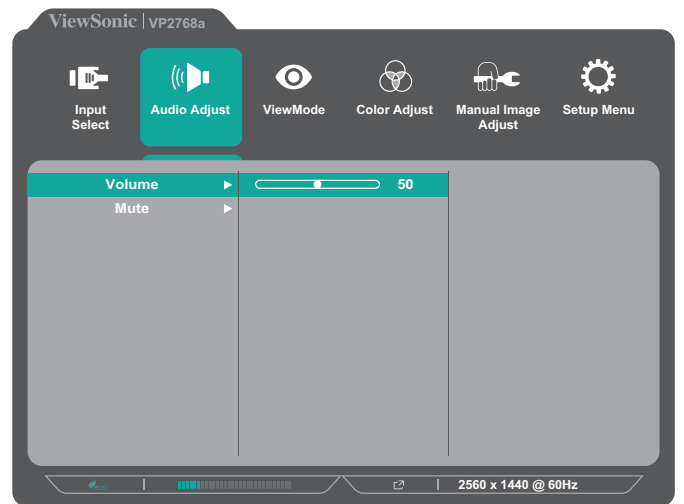 ViewSonic | VP2768a
Input
Select
Audio Adjust
ViewMode
Color Adjust
Manual Image
Adjust
Setup Menu
Volume 50
Mute
eco
2560 x 1440 @ 60Hz